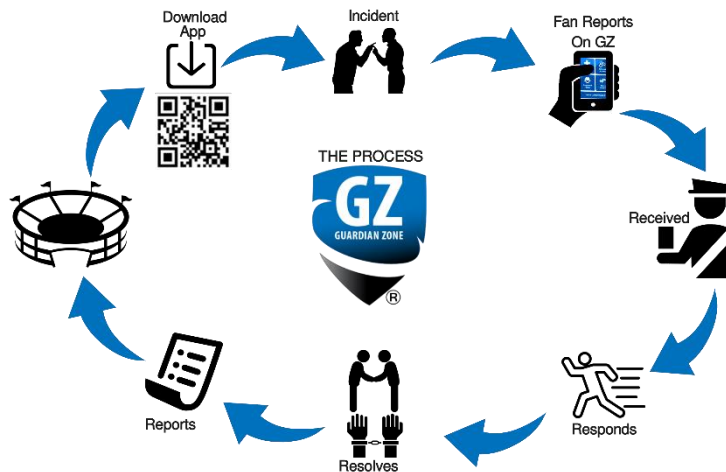 Download
App
Incident
Fan Reports
On GZ
THE PROCESS
GZ
GUARDIAN ZONE
®
Received
Responds
Resolves
Reports